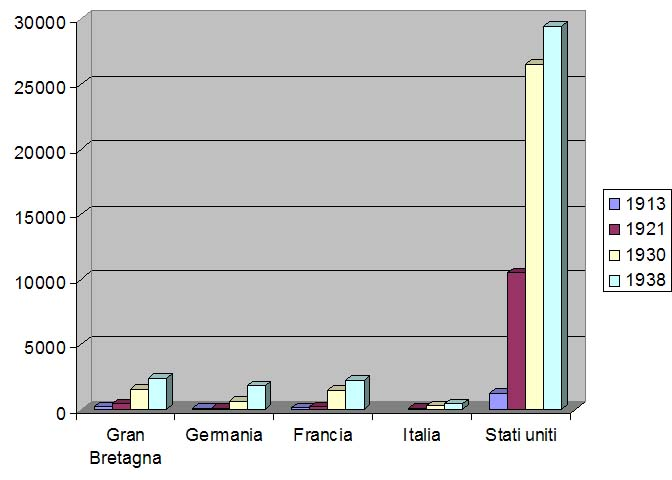 30000
25000
20000
15000
10000
5000
0
Gran
Bretagna
Germania
Francia
Italia
Stati uniti
1913
1921
1930
1938